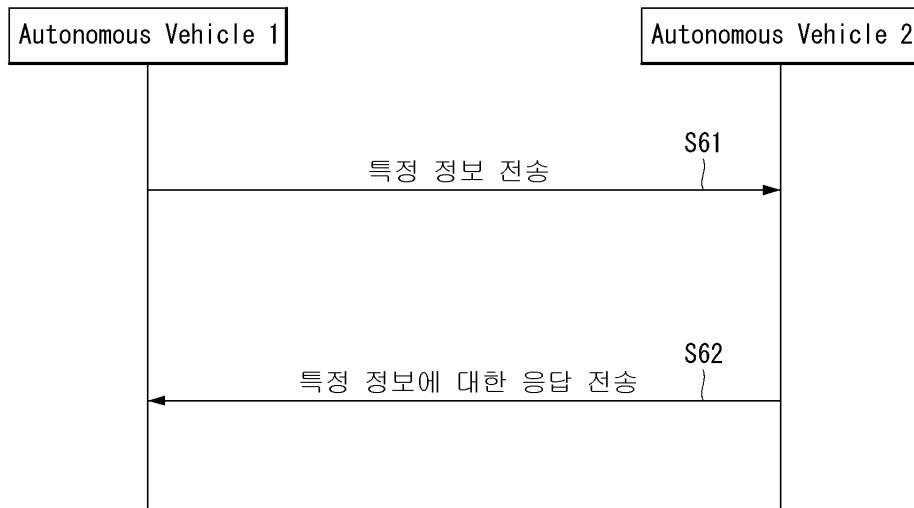 Autonomous Vehicle 1
Autonomous Vehicle 2
S61
특정 정보 전송
S62
특정 정보에 대한 응답 전송